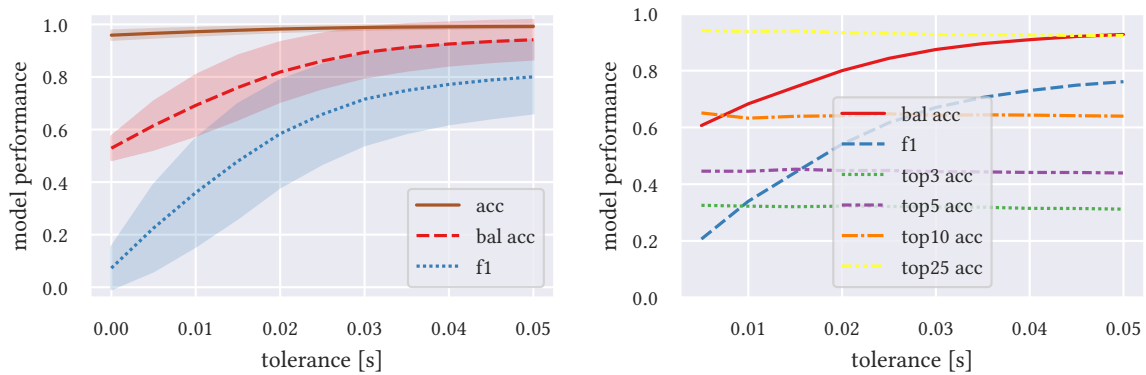 model performance
1.0
0.8
0.6
0.4
0.2
0.0
acc
bal acc
f1
0.00 0.01 0.02 0.03 0.04 0.05
tolerance [s]
model performance
1.0
0.8
0.6
0.4
0.2
0.0
bal acc
f1
top3 acc
top5 acc
top10 acc
top25 acc
0.01 0.02 0.03 0.04 0.05
tolerance [s]